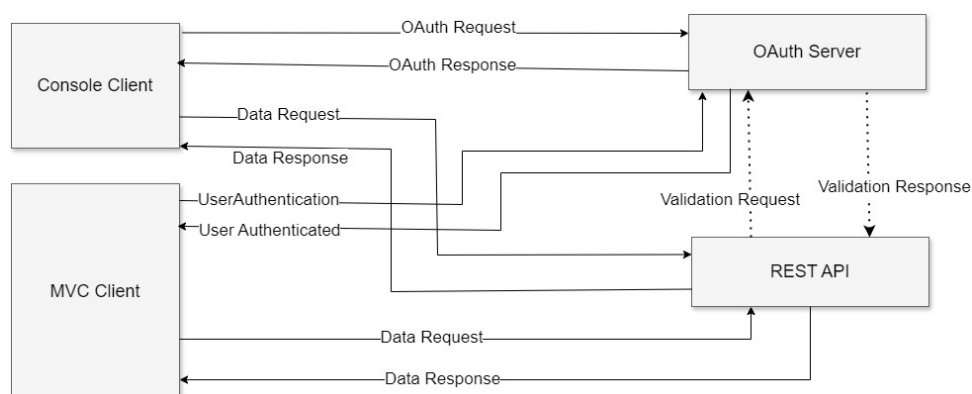 OAuth Request
OAuth Server
OAuth Response
Console Client
Data Request
Data Response
UserAuthentication
Validation Request
Validation Response
User Authenticated
REST API
MVC Client
Data Request
Data Response